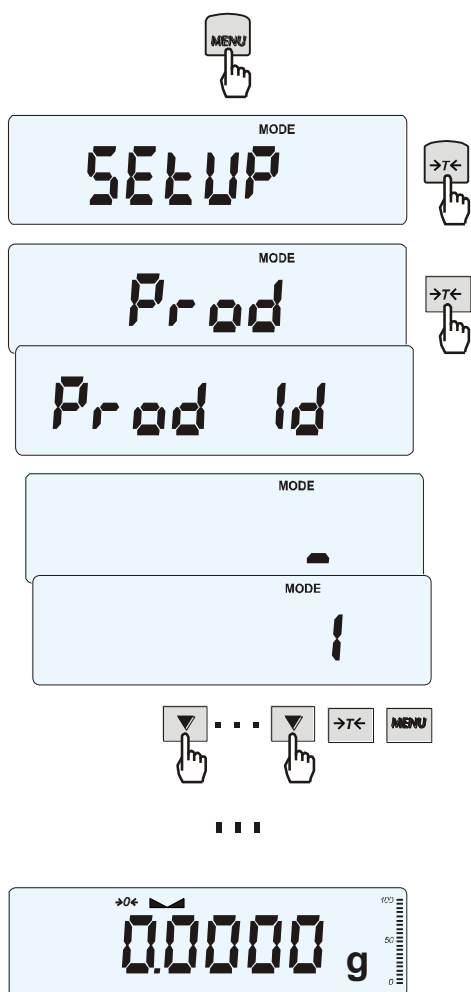 MENU
MODE
SEtUP
→T←
MODE
Prod
→T←
Prod Id
MODE
-
MODE
1
▼ ... ▼ →T← MENU
...
→0← 100
0.0000 g 50
0